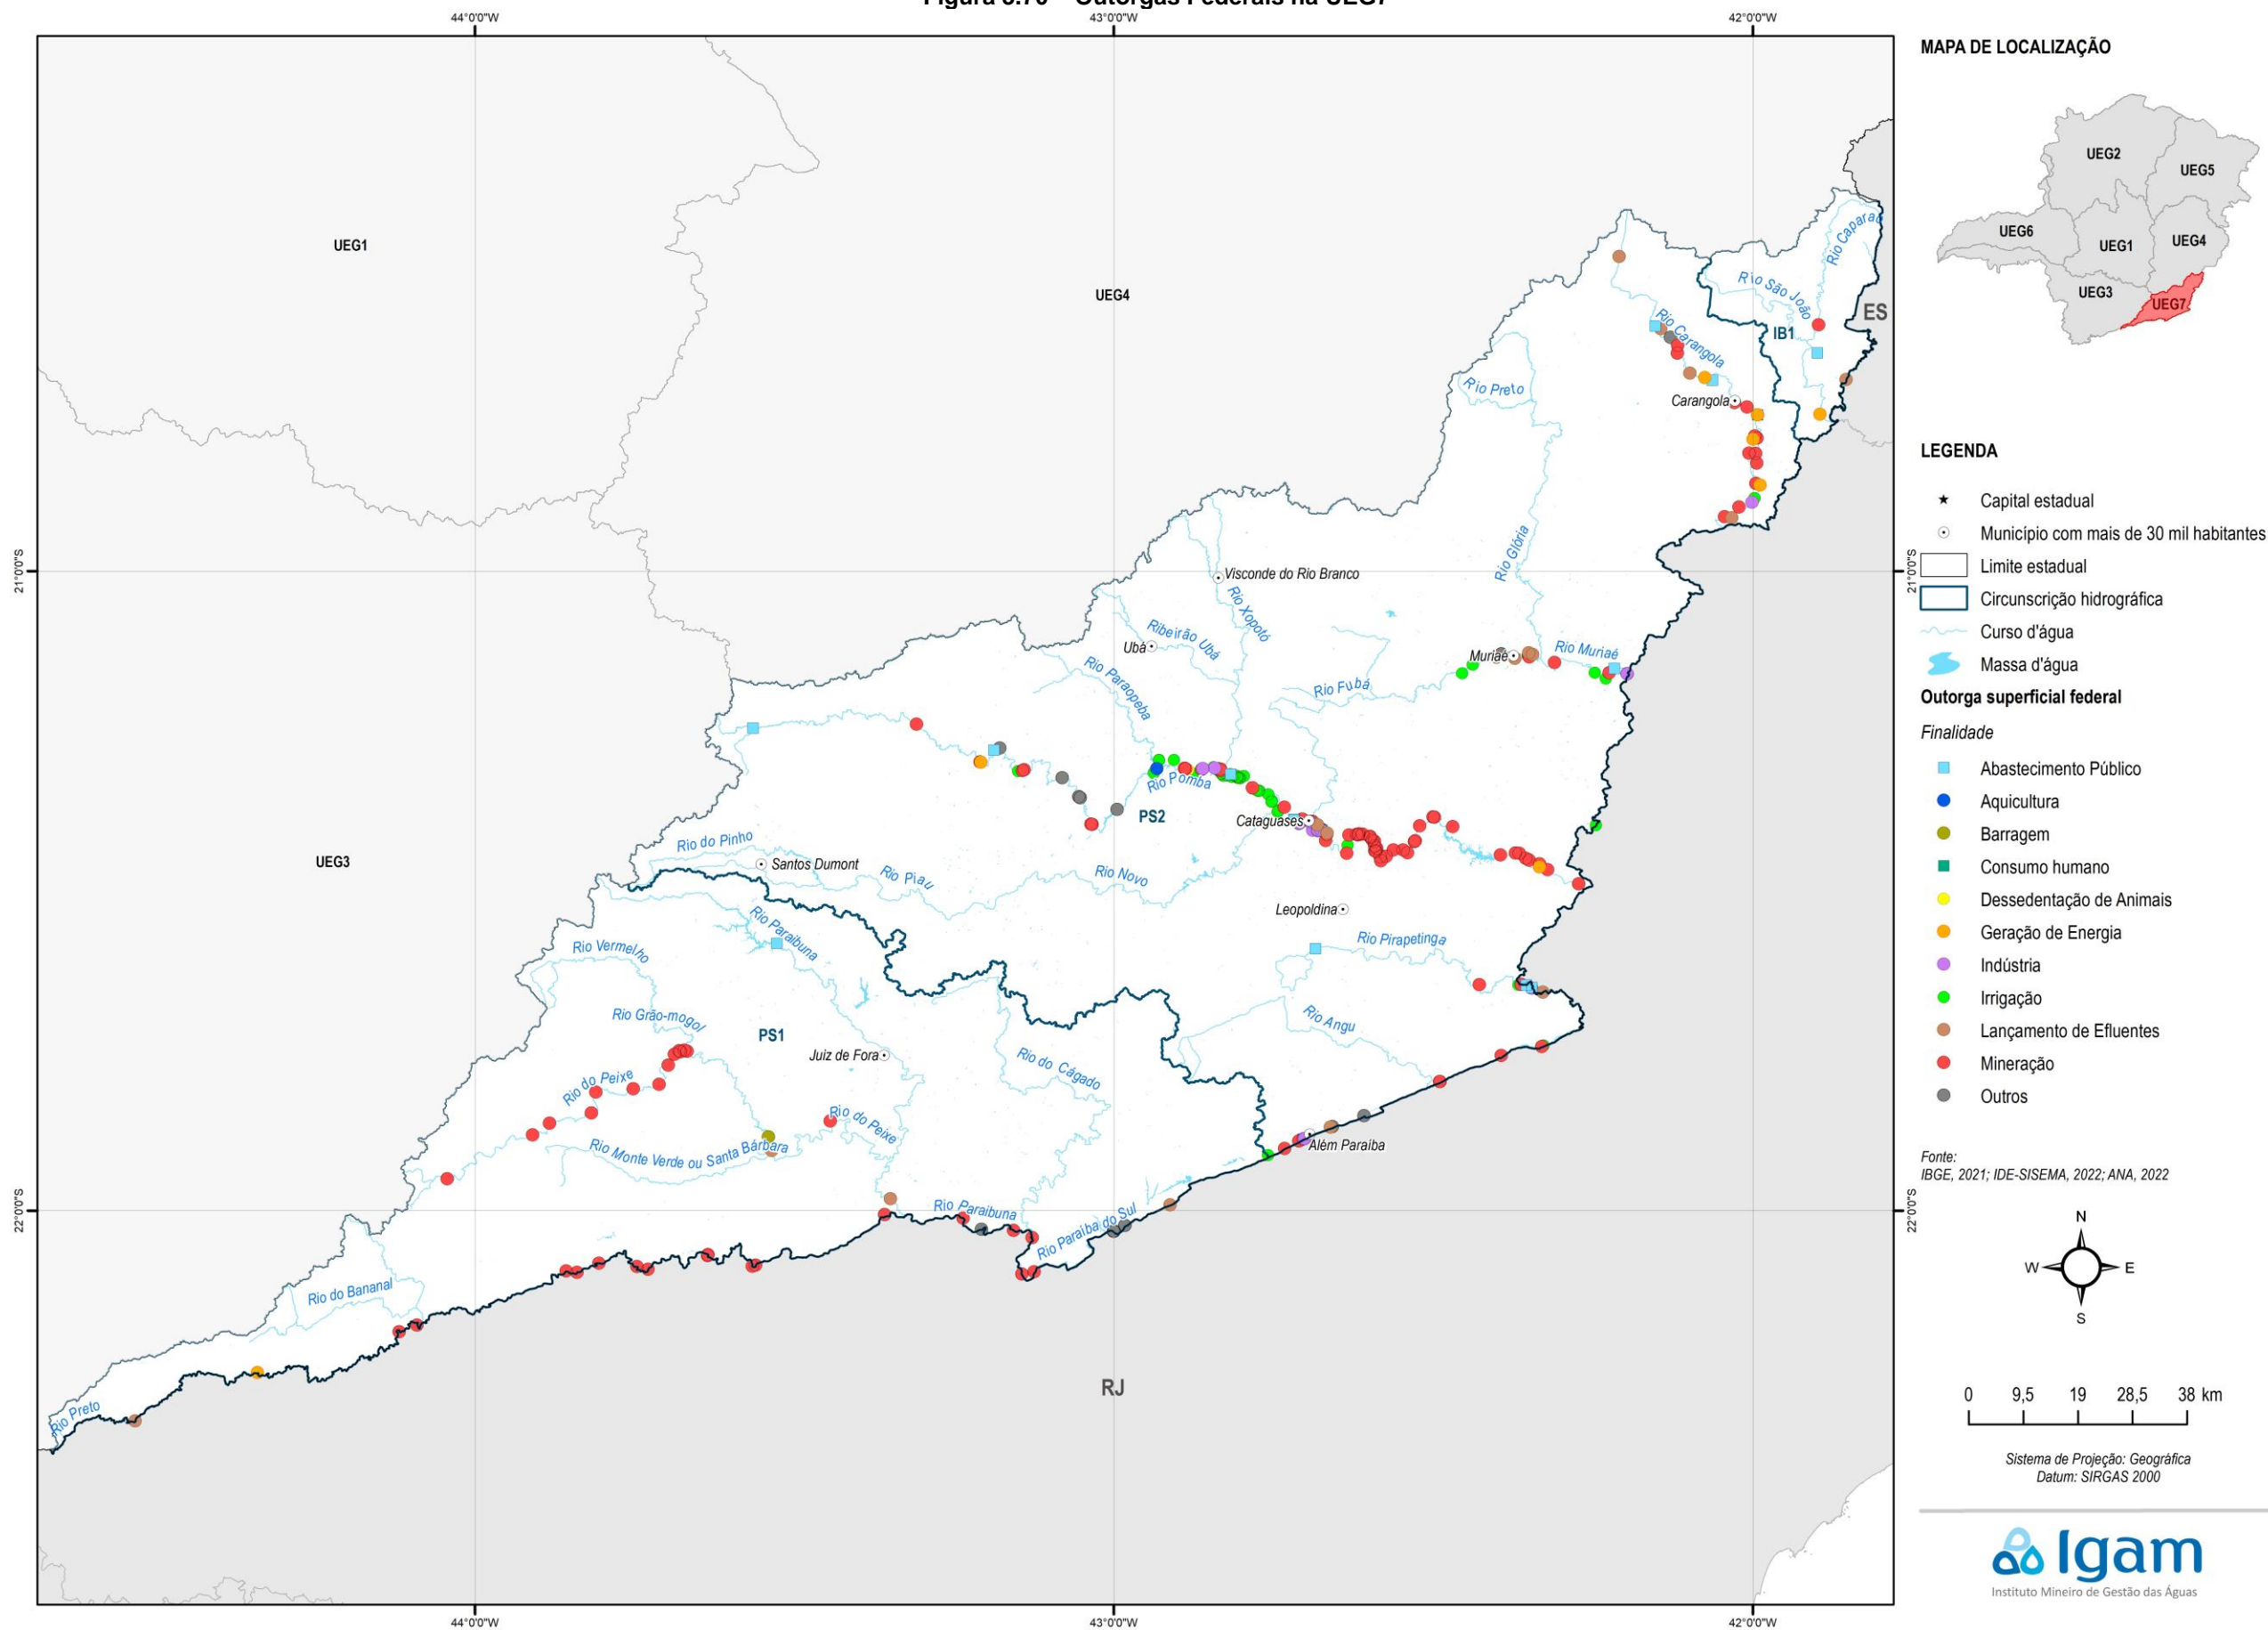 Figura 3.76 – Outorgas Federais na UEG7
44°0'0"W
43°0'0"W
42°0'0"W
21°0'0"S
22°0'0"S
21°0'0"S
22°0'0"S
44°0'0"W
43°0'0"W
42°0'0"W
UEG1
UEG4
UEG3
ES
RJ
IB1
PS2
PS1
Rio Caparaó
Rio São João
Rio Carangola
Carangola
Rio Preto
Rio Glória
Visconde do Rio Branco
Rio Xopotó
Ribeirão Ubá
Ubá
Rio Paraopeba
Muriaé
Rio Muriaé
Rio Fubá
Rio Pomba
Cataguases
Rio do Pinho
Santos Dumont
Rio Piau
Rio Novo
Leopoldina
Rio Paraibuna
Rio Vermelho
Rio Pirapetinga
Rio Grão-mogol
Rio Angu
Juiz de Fora
Rio do Cágado
Rio do Peixe
Rio do Peixe
Rio Monte Verde ou Santa Bárbara
Além Paraíba
Rio Paraibuna
Rio Paraíba do Sul
Rio do Bananal
Rio Preto
MAPA DE LOCALIZAÇÃO
UEG2
UEG5
UEG6
UEG1
UEG4
UEG3
UEG7
LEGENDA
Capital estadual
Município com mais de 30 mil habitantes
Limite estadual
Circunscrição hidrográfica
Curso d'água
Massa d'água
Outorga superficial federal
Finalidade
Abastecimento Público
Aquicultura
Barragem
Consumo humano
Dessedentação de Animais
Geração de Energia
Indústria
Irrigação
Lançamento de Efluentes
Mineração
Outros
Fonte:
IBGE, 2021; IDE-SISEMA, 2022; ANA, 2022
N
W E
S
0 9,5 19 28,5 38 km
Sistema de Projeção: Geográfica
Datum: SIRGAS 2000
Igam
Instituto Mineiro de Gestão das Águas